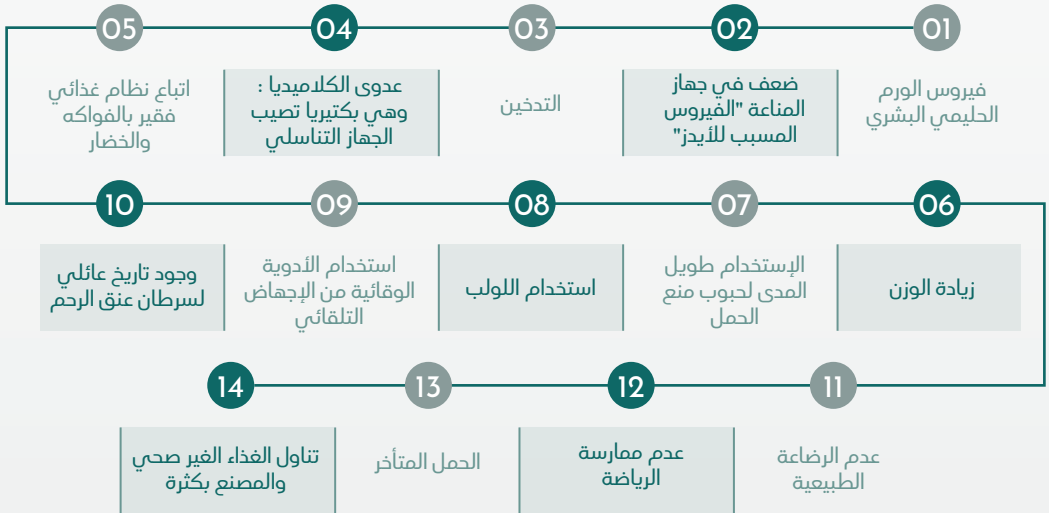 01
فيروس الورم
الحليمي البشري
02
ضعف في جهاز
المناعة "الفيروس
المسبب للأيدز"
03
التدخين
04
عدوى الكلاميديا :
وهي بكتيريا تصيب
الجهاز التناسلي
05
اتباع نظام غذائي
فقير بالفواكه
والخضار
06
زيادة الوزن
07
الإستخدام طويل
المدى لحبوب منع
الحمل
08
استخدام اللولب
09
استخدام الأدوية
الوقائية من الإجهاض
التلقائي
10
وجود تاريخ عائلي
لسرطان عنق الرحم
11
عدم الرضاعة
الطبيعية
12
عدم ممارسة
الرياضة
13
الحمل المتأخر
14
تناول الغذاء الغير صحي
والمصنع بكثرة